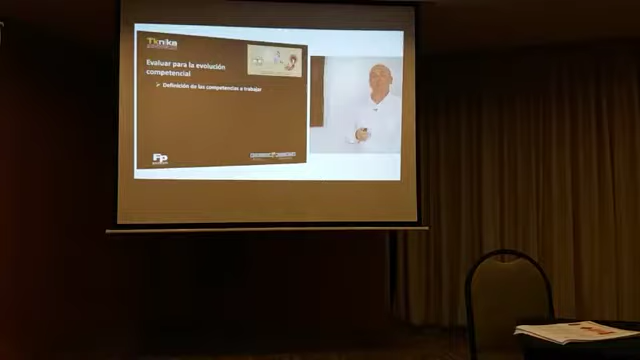 Tknika
Evaluar para la evolución
competencial
➢ Definición de las competencias a trabajar
Fp